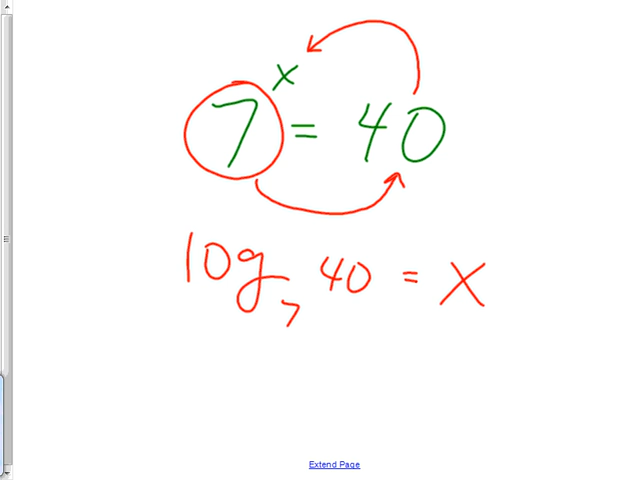 7^x = 40
log_7 40 = x
Extend Page